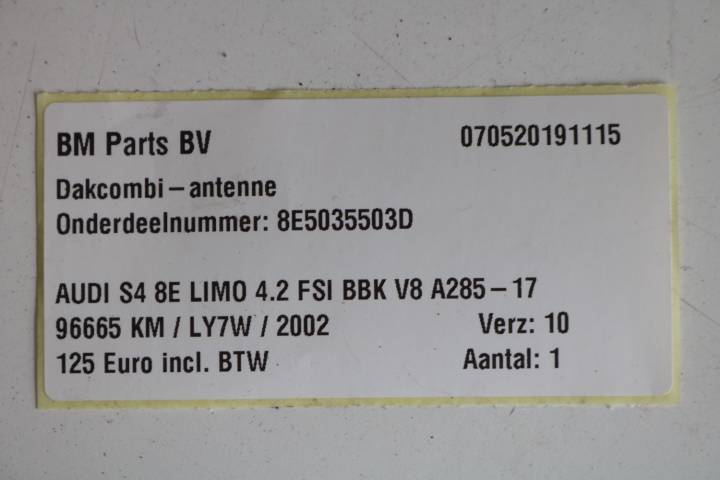 BM Parts BV 070520191115
Dakcombi-antenne
Onderdeelnummer: 8E5035503D
AUDI S4 8E LIMO 4.2 FSI BBK V8 A285-17
96665 KM / LY7W / 2002 Verz: 10
125 Euro incl. BTW Aantal: 1